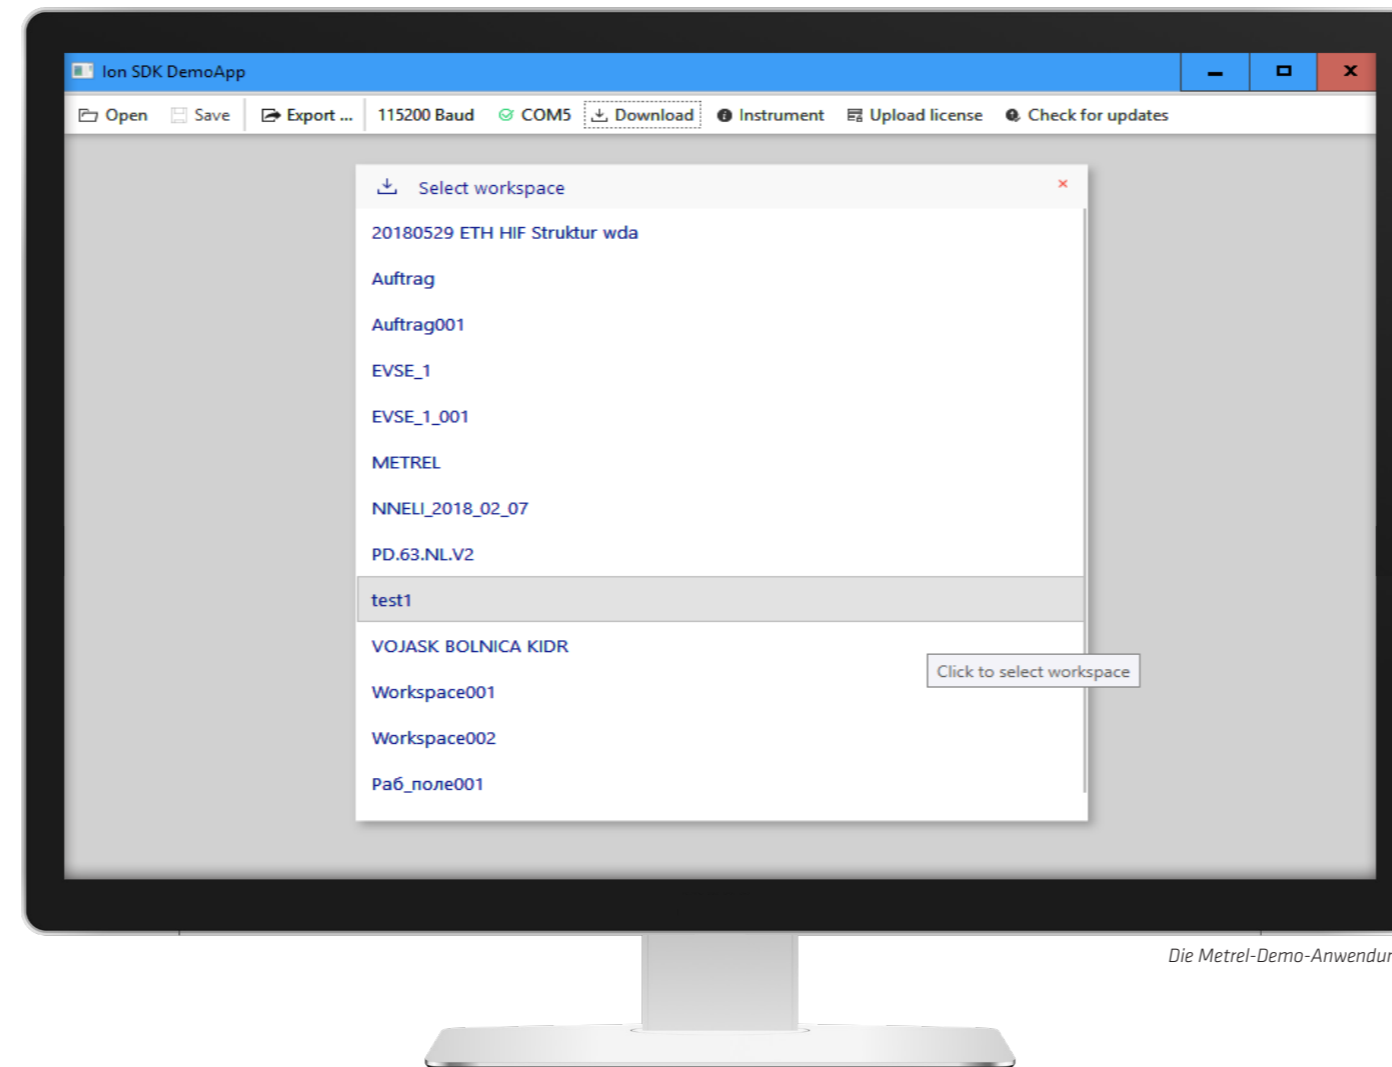 Ion SDK DemoApp
Open Save Export ... 115200 Baud COM5 Download Instrument Upload license Check for updates
Select workspace
20180529 ETH HIF Struktur wda
Auftrag
Auftrag001
EVSE_1
EVSE_1_001
METREL
NNELI_2018_02_07
PD.63.NL.V2
test1
VOJASK BOLNICA KIDR
Click to select workspace
Workspace001
Workspace002
Раб_поле001
Die Metrel-Demo-Anwendun